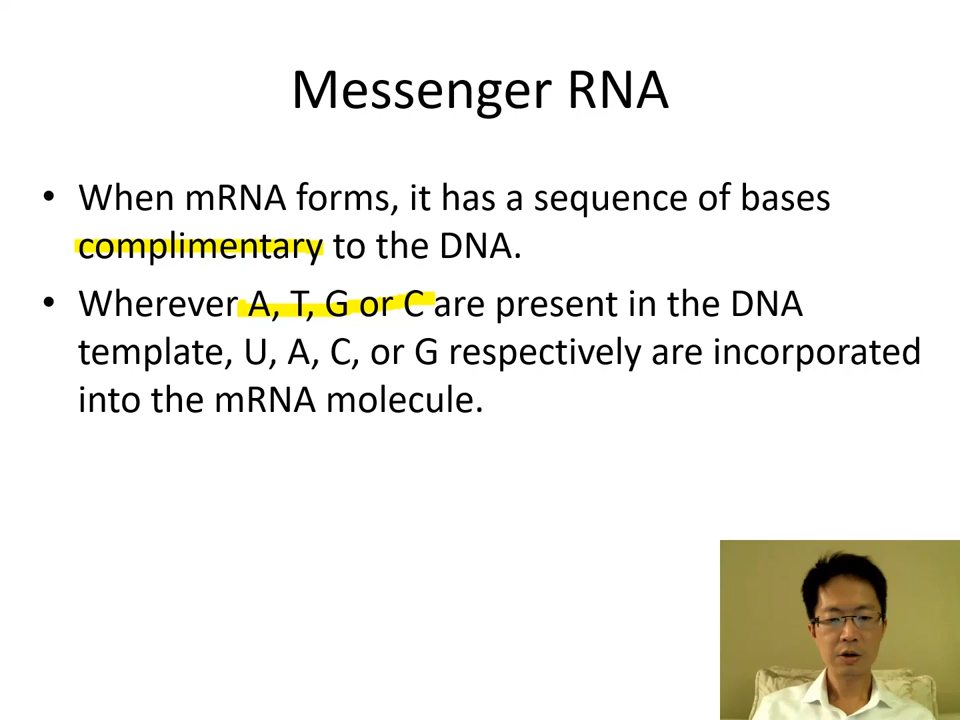 Messenger RNA
• When mRNA forms, it has a sequence of bases
complimentary to the DNA.
• Wherever A, T, G or C are present in the DNA
template, U, A, C, or G respectively are incorporated
into the mRNA molecule.